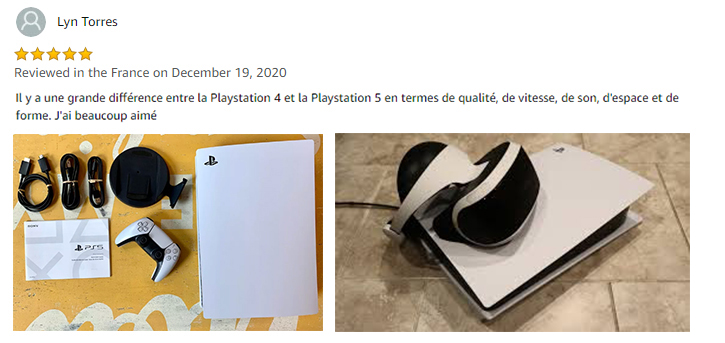 Lyn Torres
Reviewed in the France on December 19, 2020
Il y a une grande différence entre la Playstation 4 et la Playstation 5 en termes de qualité, de vitesse, de son, d'espace et de
forme. J'ai beaucoup aimé
SONY
PS5